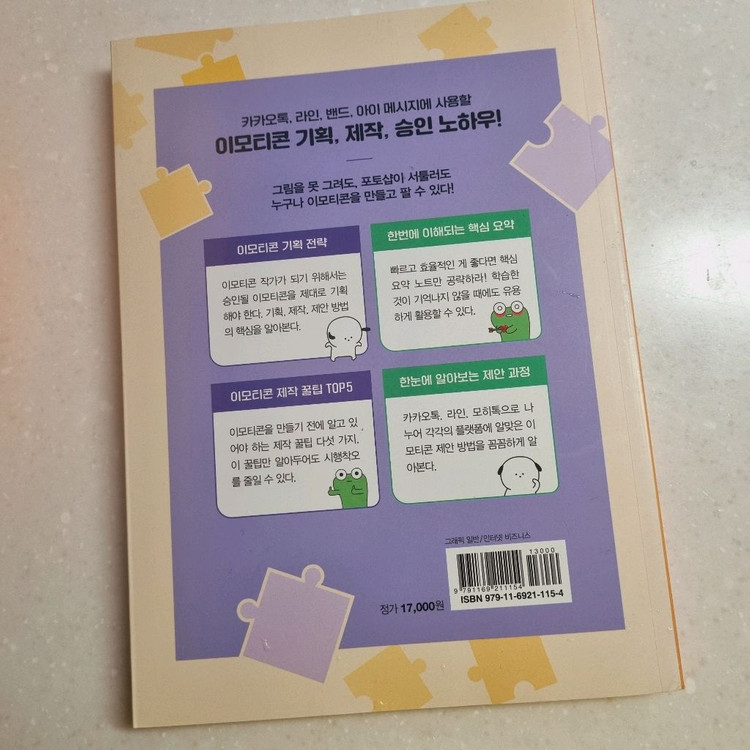 카카오톡, 라인, 밴드, 아이 메시지에 사용할
이모티콘 기획, 제작, 승인 노하우!
그림을 못 그려도, 포토샵이 서툴러도
누구나 이모티콘을 만들고 팔 수 있다!
이모티콘 기획 전략
이모티콘 작가가 되기 위해서는
승인될 이모티콘을 제대로 기획
해야 한다. 기획, 제작, 제안 방법
의 핵심을 알아본다.
한번에 이해되는 핵심 요약
빠르고 효율적인 게 좋다면 핵심
요약 노트만 공략하라! 학습한
것이 기억나지 않을 때에도 유용
하게 활용할 수 있다.
이모티콘 제작 꿀팁 TOP5
이모티콘을 만들기 전에 알고 있
어야 하는 제작 꿀팁 다섯 가지,
이 꿀팁만 알아두어도 시행착오
를 줄일 수 있다.
한눈에 알아보는 제안 과정
카카오톡, 라인, 모히톡으로 나
누어 각각의 플랫폼에 알맞은 이
모티콘 제안 방법을 꼼꼼하게 알
아본다.
그래픽 일반/인터넷 비즈니스
13000
9 791169 211154
정가 17,000원
ISBN 979-11-6921-115-4